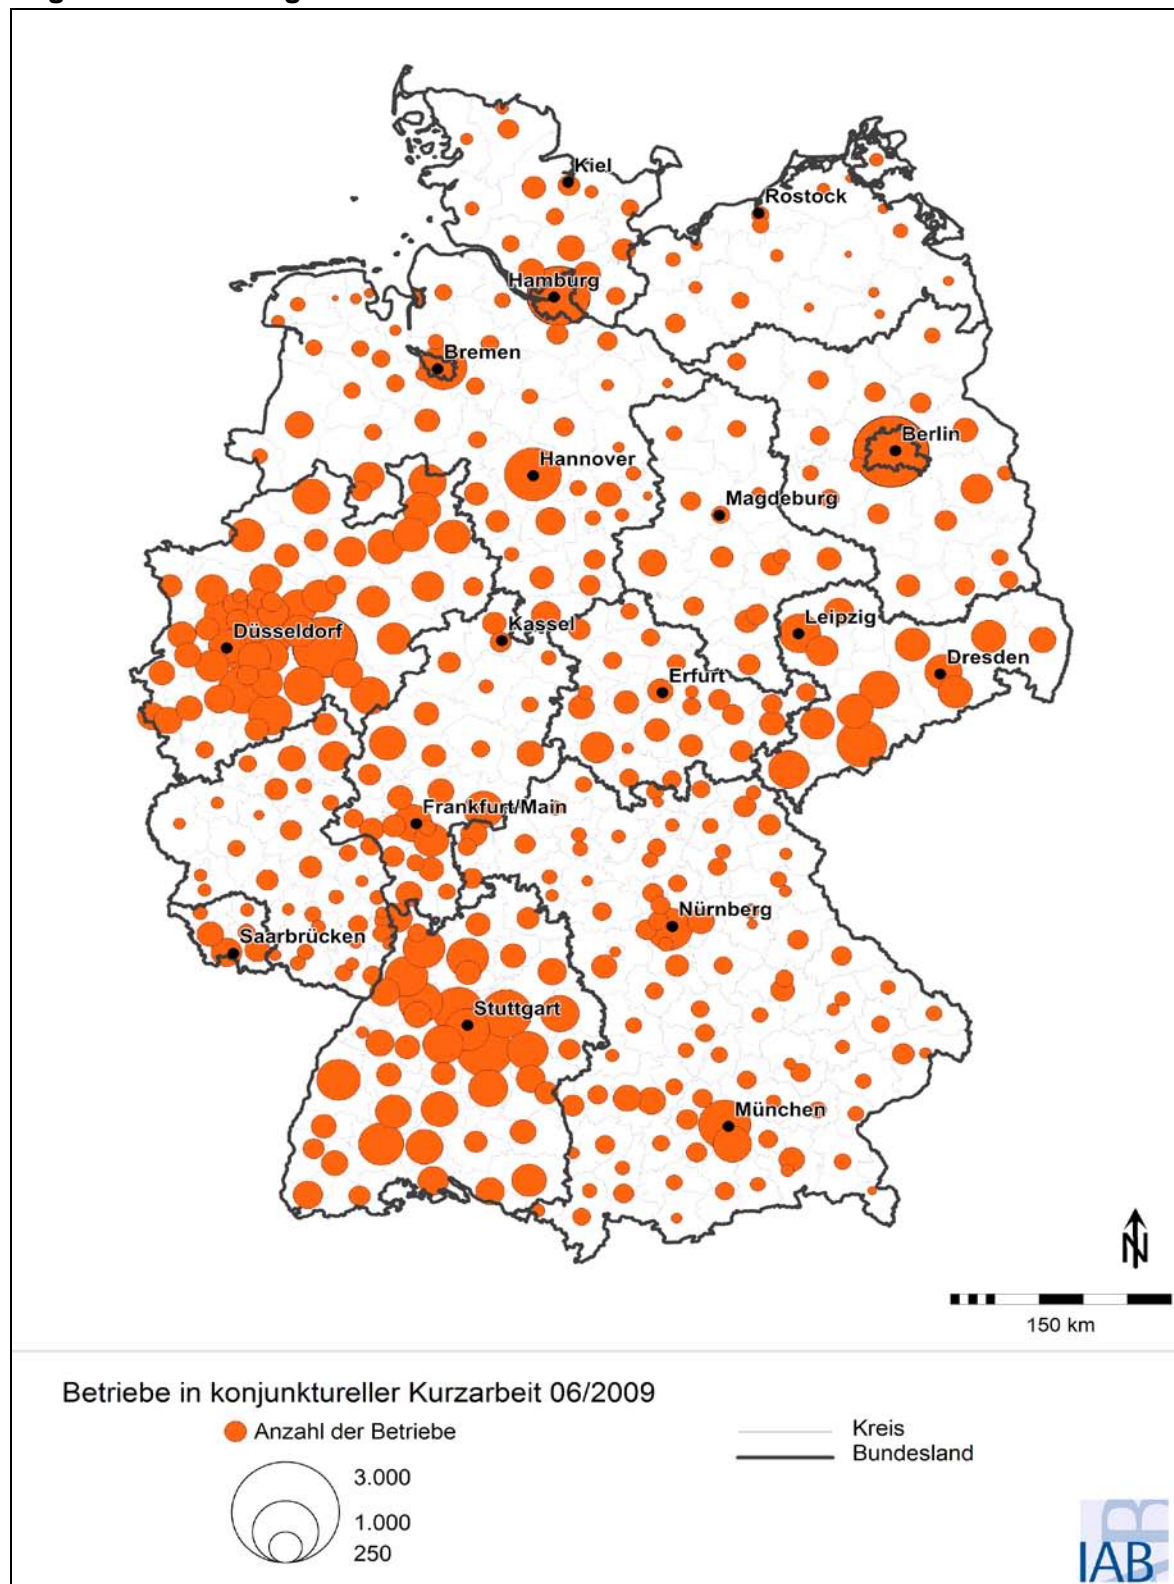 Kiel
Rostock
Hamburg
Bremen
Berlin
Hannover
Magdeburg
Düsseldorf
Kassel
Leipzig
Dresden
Erfurt
Frankfurt/Main
Nürnberg
Saarbrücken
Stuttgart
München
N
150 km
Betriebe in konjunktureller Kurzarbeit 06/2009
Anzahl der Betriebe
3.000
1.000
250
Kreis
Bundesland
IAB